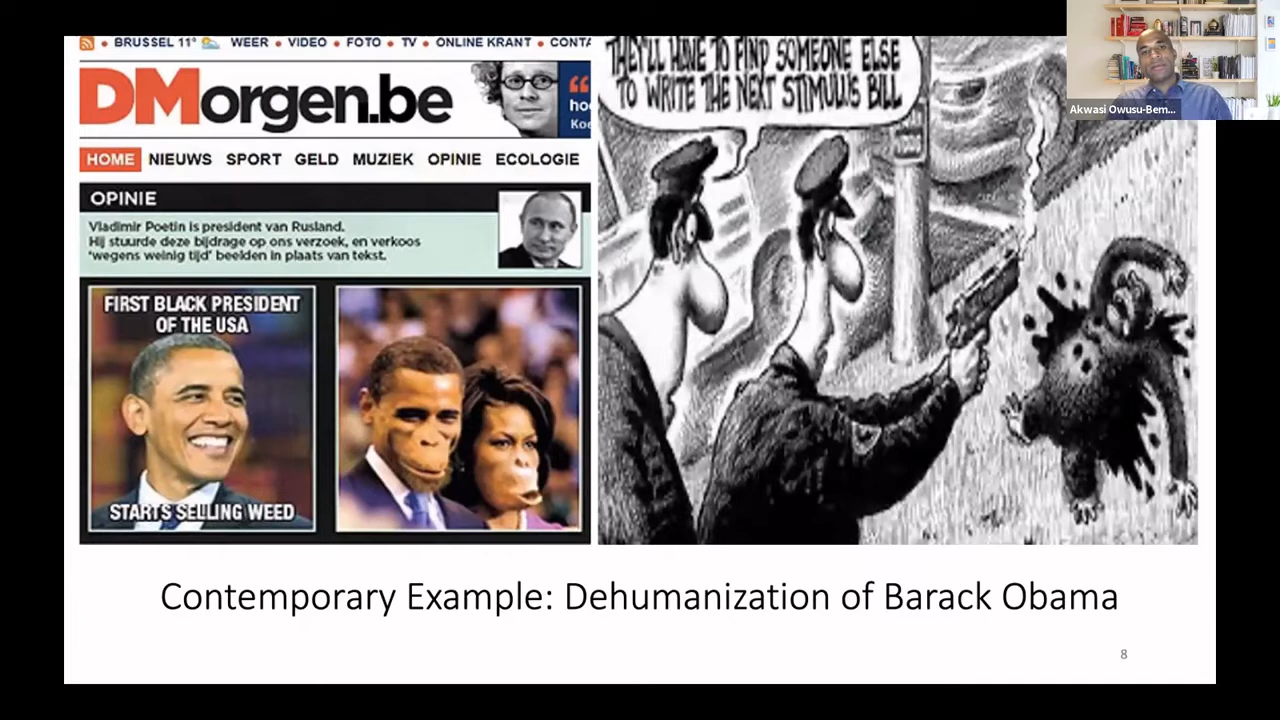 BRUSSEL 11° WEER • VIDEO • FOTO • TV • ONLINE KRANT • CONTA
DMorgen.be
“
hoe
Koe
HOME NIEUWS SPORT GELD MUZIEK OPINIE ECOLOGIE
OPINIE
Vladimir Poetin is president van Rusland.
Hij stuurde deze bijdrage op ons verzoek, en verkoos
'wegens weinig tijd' beelden in plaats van tekst.
FIRST BLACK PRESIDENT
OF THE USA
STARTS SELLING WEED
THEY'LL HAVE TO FIND SOMEONE ELSE
TO WRITE THE NEXT STIMULUS BILL
Akwasi Owusu-Bem...
Contemporary Example: Dehumanization of Barack Obama
8